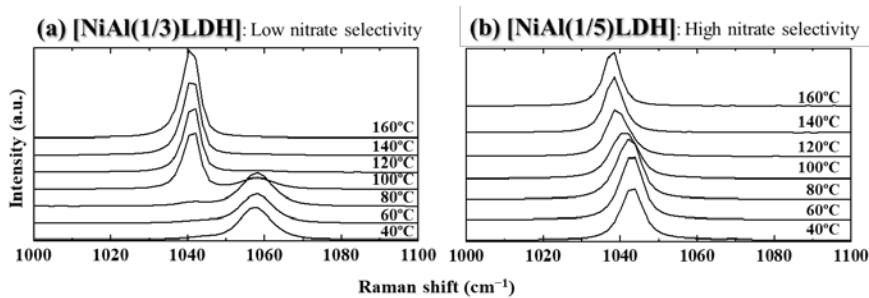 (a) [NiAl(1/3)LDH]: Low nitrate selectivity
(b) [NiAl(1/5)LDH]: High nitrate selectivity
Intensity (a.u.)
160ºC
140ºC
120ºC
100ºC
80ºC
60ºC
40ºC
1000 1020 1040 1060 1080 1100
160ºC
140ºC
120ºC
100ºC
80ºC
60ºC
40ºC
1000 1020 1040 1060 1080 1100
Raman shift (cm⁻¹)